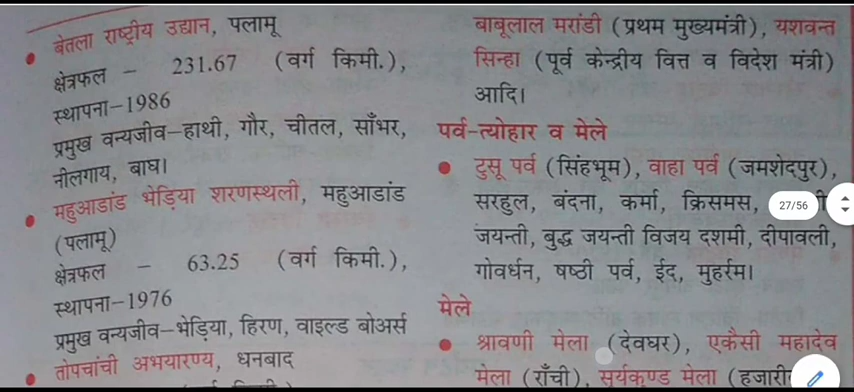 बेतला राष्ट्रीय उद्यान, पलामू
क्षेत्रफल – 231.67 (वर्ग किमी.),
स्थापना–1986
प्रमुख वन्यजीव–हाथी, गौर, चीतल, साँभर,
नीलगाय, बाघ।
महुआडांड भेड़िया शरणस्थली, महुआडांड
(पलामू)
क्षेत्रफल – 63.25 (वर्ग किमी.),
स्थापना–1976
प्रमुख वन्यजीव–भेड़िया, हिरण, वाइल्ड बोअर्स
तोपचांची अभयारण्य, धनबाद
बाबूलाल मरांडी (प्रथम मुख्यमंत्री), यशवन्त
सिन्हा (पूर्व केन्द्रीय वित्त व विदेश मंत्री)
आदि।
पर्व-त्योहार व मेले
टुसू पर्व (सिंहभूम), वाहा पर्व (जमशेदपुर),
सरहुल, बंदना, कर्मा, क्रिसमस,
27/56
जयन्ती, बुद्ध जयन्ती विजय दशमी, दीपावली,
गोवर्धन, षष्ठी पर्व, ईद, मुहर्रम।
मेले
श्रावणी मेला (देवघर), एकैसी महादेव
मेला (राँची), सूर्यकुण्ड मेला